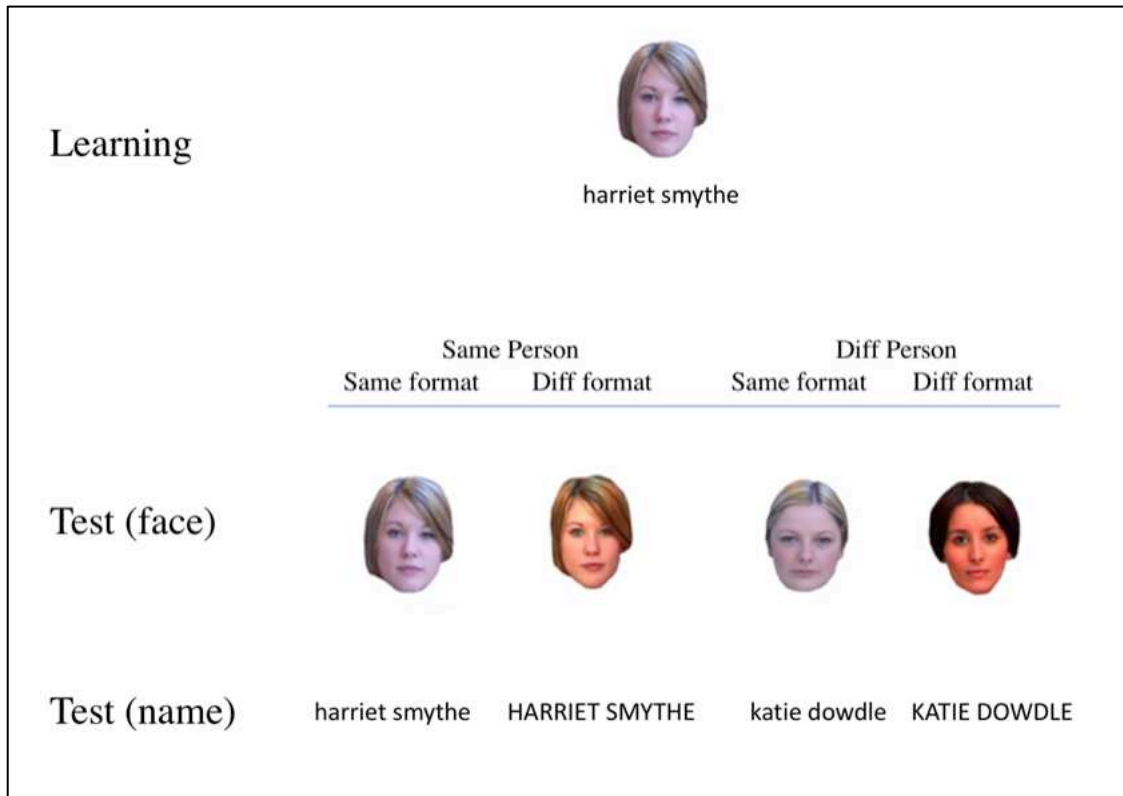 Learning
harriet smythe
Same Person Diff Person
Same format Diff format Same format Diff format
Test (face)
Test (name) harriet smythe HARRIET SMYTHE katie dowdle KATIE DOWDLE